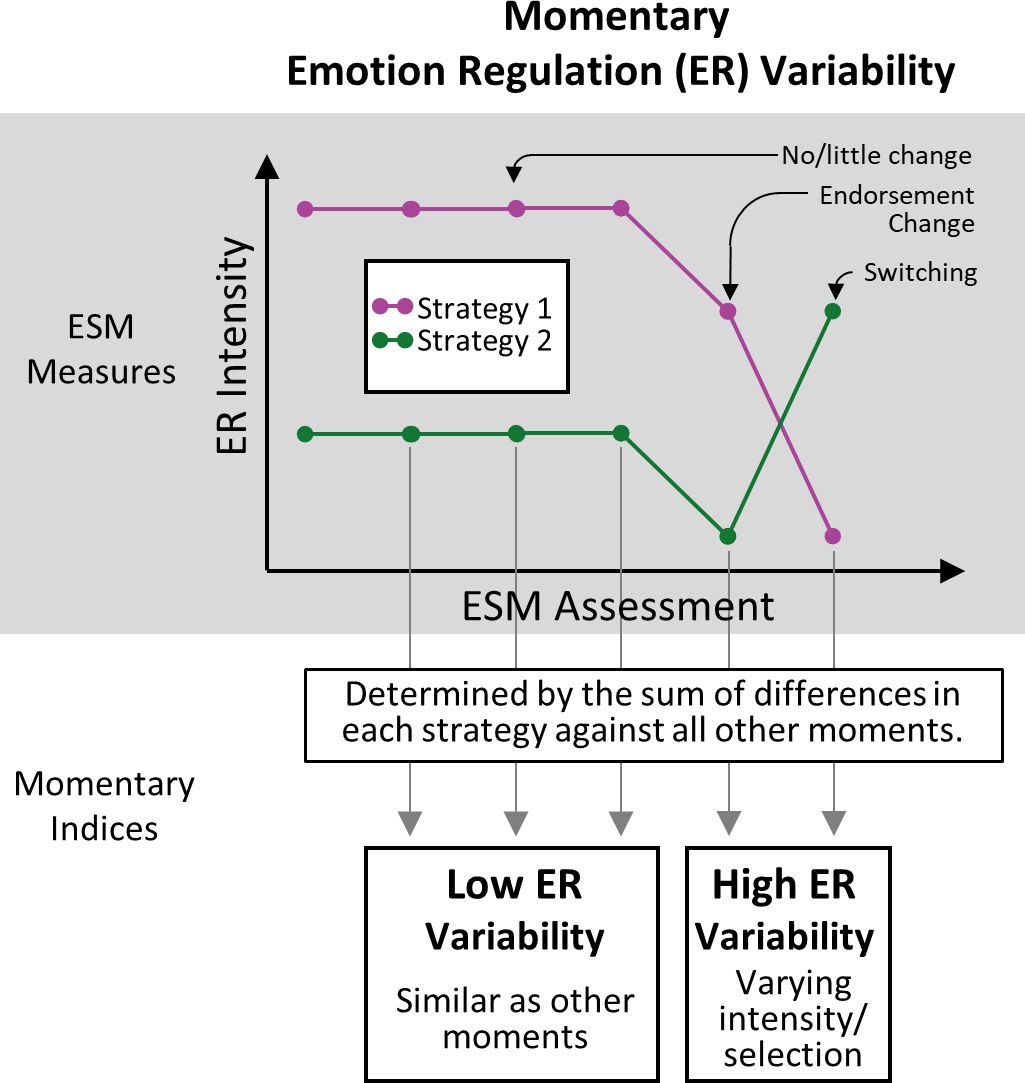 Momentary
Emotion Regulation (ER) Variability
No/little change
Endorsement
Change
Switching
ESM
Measures
ER Intensity
Strategy 1
Strategy 2
ESM Assessment
Determined by the sum of differences in
each strategy against all other moments.
Momentary
Indices
Low ER
Variability
Similar as other
moments
High ER
Variability
Varying
intensity/
selection